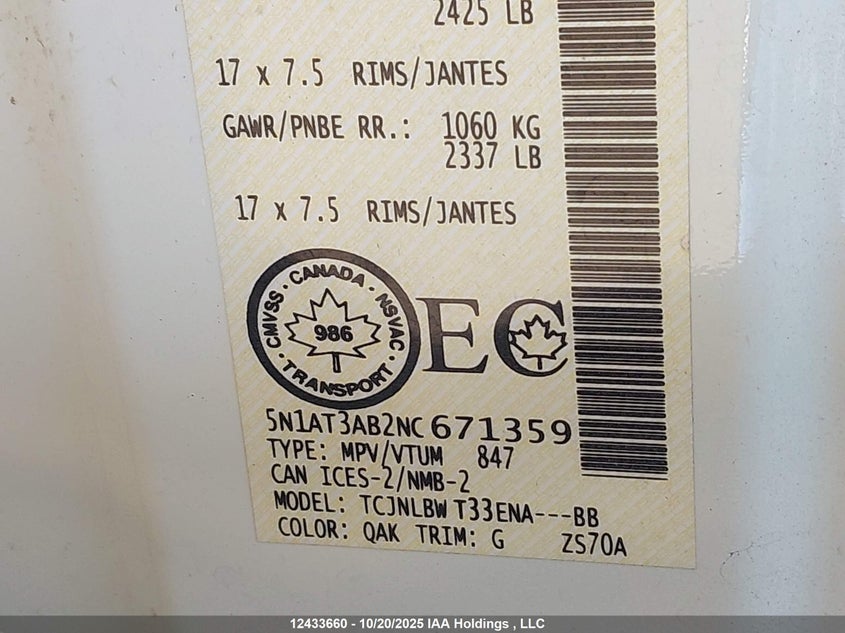 2425 LB
17 x 7.5 RIMS/JANTES
GAWR/PNBE RR.: 1060 KG
2337 LB
17 x 7.5 RIMS/JANTES
CMVSS · CANADA · NSVAC · TRANSPORT ·
986
EC
5N1AT3AB2NC671359
TYPE: MPV/VTUM 847
CAN ICES-2/NMB-2
MODEL: TCJNLBW T33ENA---BB
COLOR: QAK TRIM: G ZS70A
12433660 - 10/20/2025 IAA Holdings , LLC